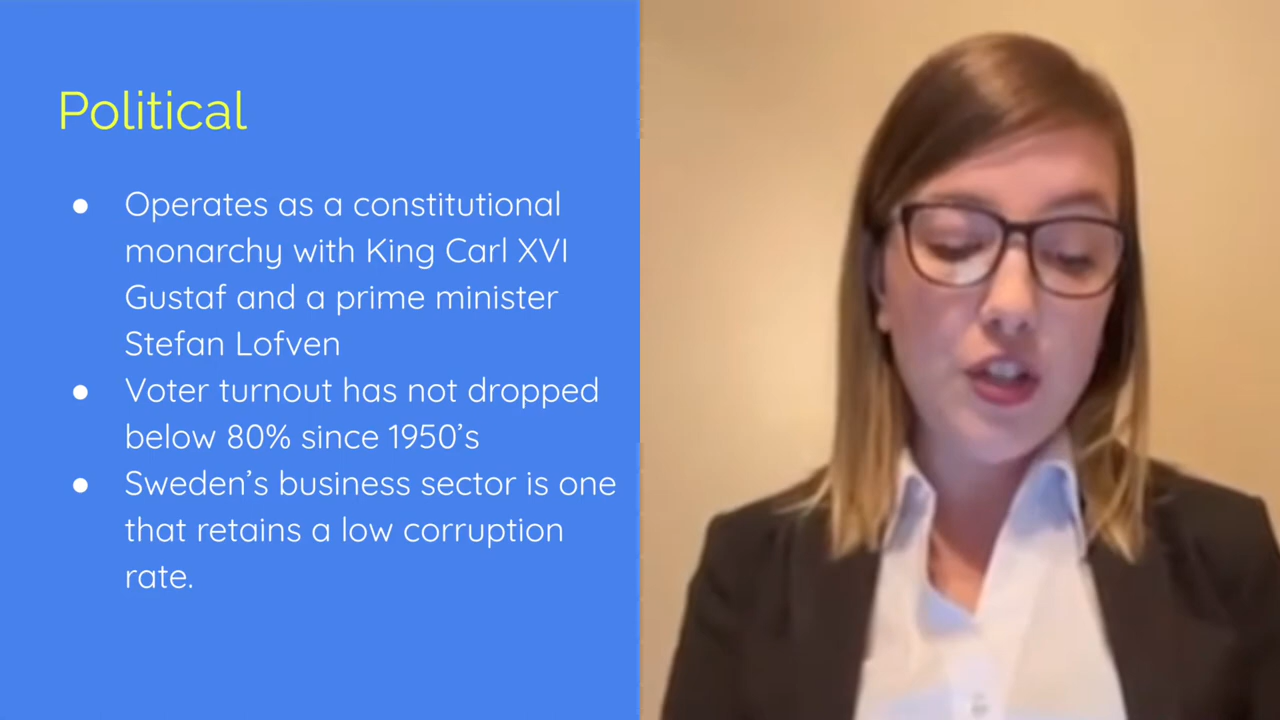 Political
● Operates as a constitutional
monarchy with King Carl XVI
Gustaf and a prime minister
Stefan Lofven
● Voter turnout has not dropped
below 80% since 1950’s
● Sweden’s business sector is one
that retains a low corruption
rate.